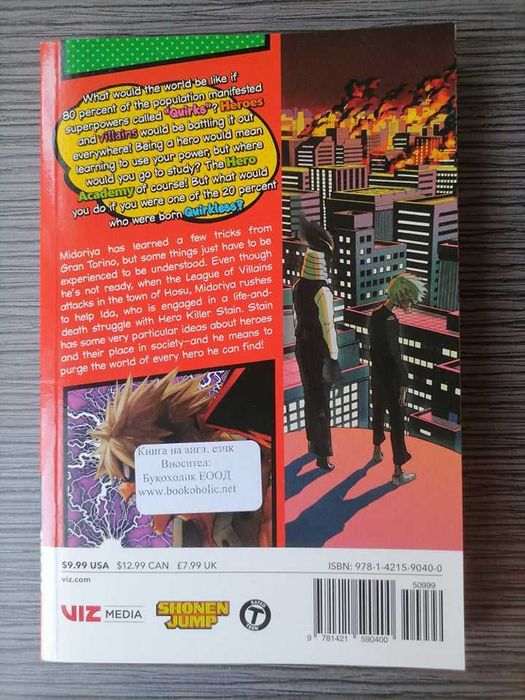 What would the world be like if
80 percent of the population manifested
superpowers called "Quirks"? Heroes
and villains would be battling it out
everywhere! Being a hero would mean
learning to use your power, but where
would you go to study? The Hero
Academy of course! But what would
you do if you were one of the 20 percent
who were born Quirkless?
Midoriya has learned a few tricks from
Gran Torino, but some things just have to be
experienced to be understood. Even though
he's not ready, when the League of Villains
attacks in the town of Hosu, Midoriya rushes
to help Ida, who is engaged in a life-and-
death struggle with Hero Killer Stain. Stain
has some very particular ideas about heroes
and their place in society—and he means to
purge the world of every hero he can find!
Книга на англ. език
Вносител:
Букохолик ЕООД
www.bookoholic.net
$9.99 USA $12.99 CAN £7.99 UK
viz.com
ISBN: 978-1-4215-9040-0
50999
VIZ MEDIA
SHONEN
JUMP
RATED
T
TEEN
9 781421 590400